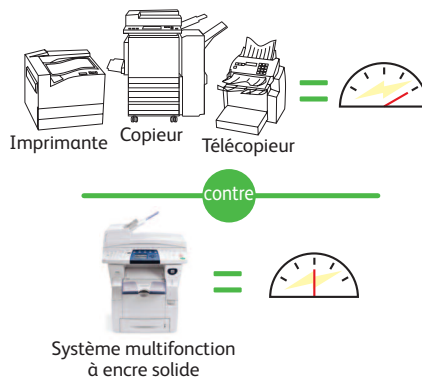 Imprimante
Copieur
Télécopieur
contre
Système multifonction
à encre solide